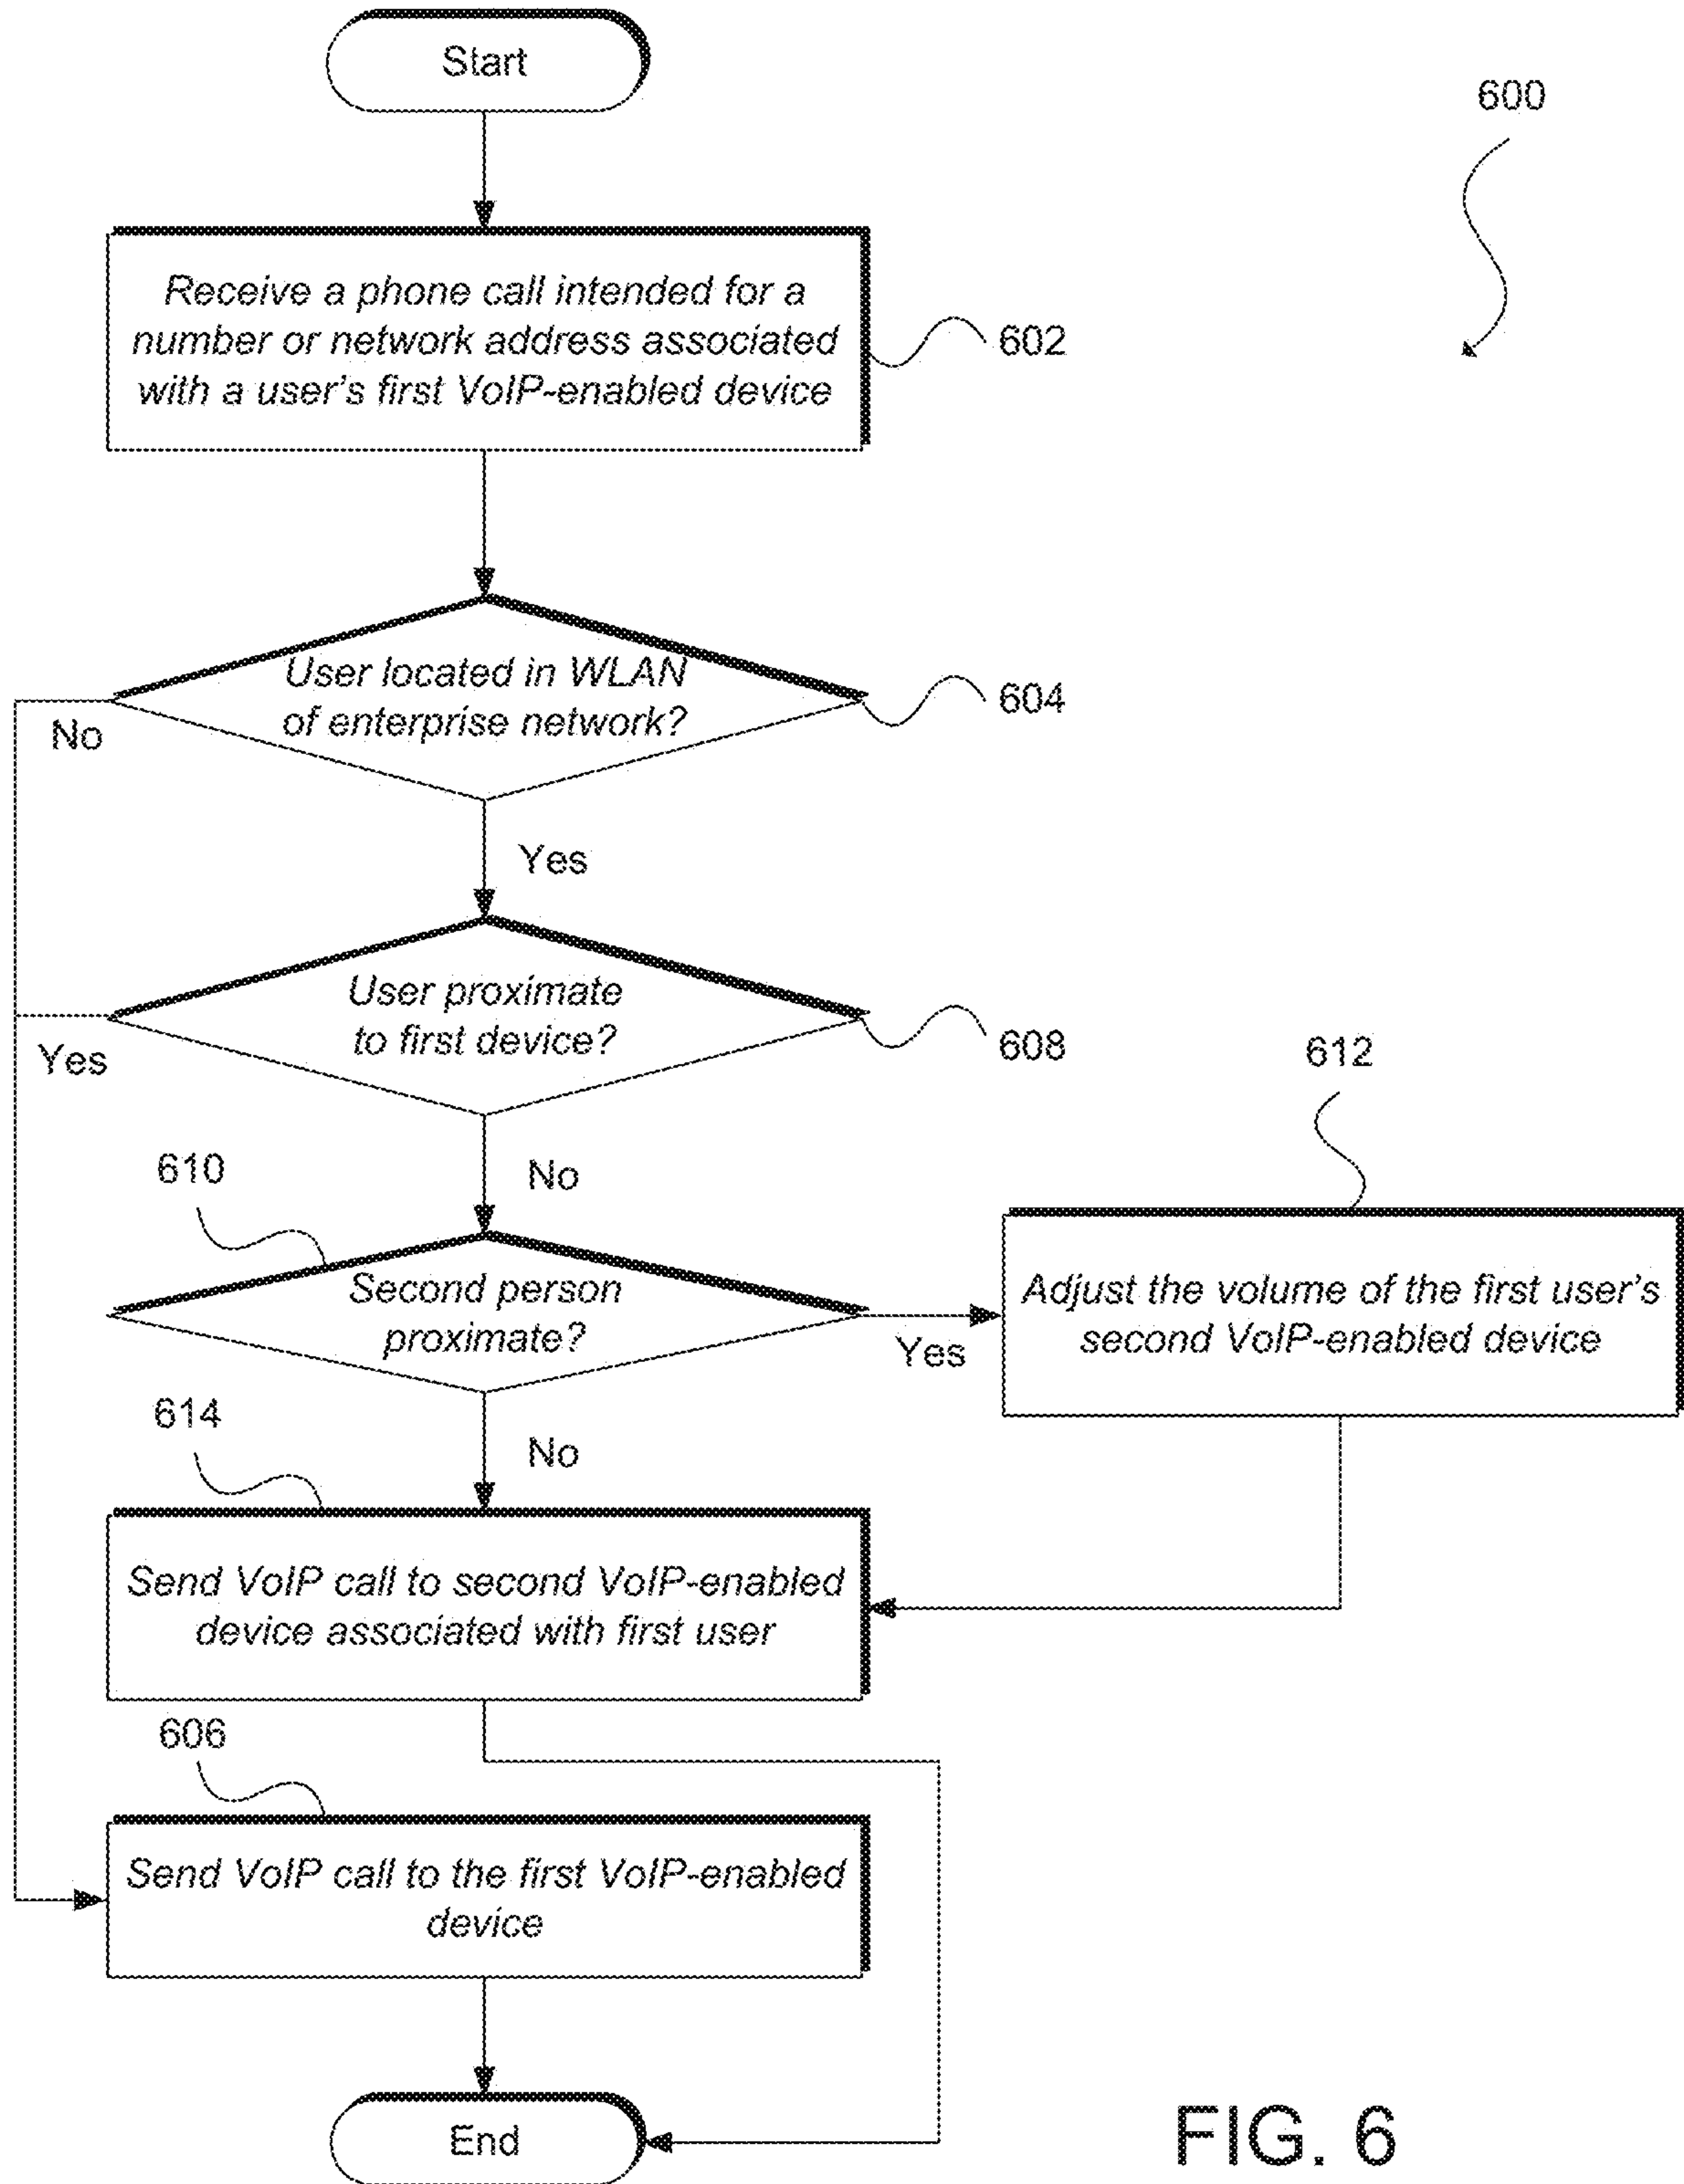 Start
600
Receive a phone call intended for a
number or network address associated
with a user's first VoIP-enabled device
602
User located in WLAN
of enterprise network?
604
No
Yes
User proximate
to first device?
608
Yes
612
610
No
Second person
proximate?
Yes
Adjust the volume of the first user's
second VoIP-enabled device
614
No
Send VoIP call to second VoIP-enabled
device associated with first user
606
Send VoIP call to the first VoIP-enabled
device
End
FIG. 6